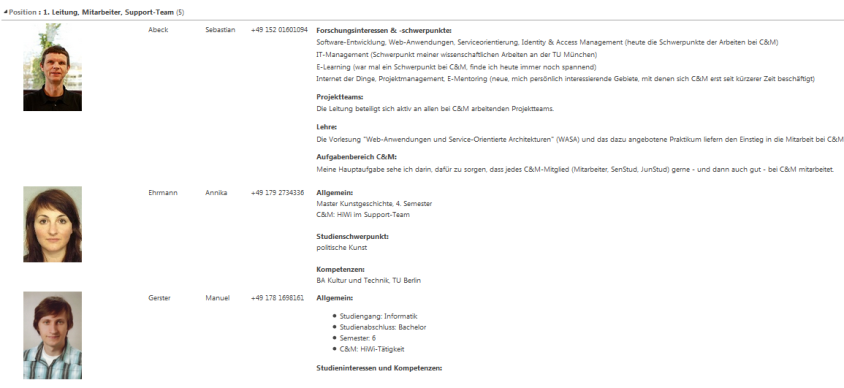 Position : 1. Leitung, Mitarbeiter, Support-Team (5)
Abeck Sebastian +49 152 01601094 Forschungsinteressen & -schwerpunkte:
Software-Entwicklung, Web-Anwendungen, Serviceorientierung, Identity & Access Management (heute die Schwerpunkte der Arbeiten bei C&M)
IT-Management (Schwerpunkt meiner wissenschaftlichen Arbeiten an der TU München)
E-Learning (war mal ein Schwerpunkt bei C&M, finde ich heute immer noch spannend)
Internet der Dinge, Projektmanagement, E-Mentoring (neue, mich persönlich interessierende Gebiete, mit denen sich C&M erst seit kürzerer Zeit beschäftigt)
Projektteams:
Die Leitung beteiligt sich aktiv an allen bei C&M arbeitenden Projektteams.
Lehre:
Die Vorlesung "Web-Anwendungen und Service-Orientierte Architekturen" (WASA) und das dazu angebotene Praktikum liefern den Einstieg in die Mitarbeit bei C&M
Aufgabenbereich C&M:
Meine Hauptaufgabe sehe ich darin, dafür zu sorgen, dass jedes C&M-Mitglied (Mitarbeiter, SenStud, JunStud) gerne - und dann auch gut - bei C&M mitarbeitet.
Ehrmann Annika +49 179 2734336 Allgemein:
Master Kunstgeschichte, 4. Semester
C&M: HiWi im Support-Team
Studienschwerpunkt:
politische Kunst
Kompetenzen:
BA Kultur und Technik, TU Berlin
Gerster Manuel +49 178 1698161 Allgemein:
• Studiengang: Informatik
• Studienabschluss: Bachelor
• Semester: 6
• C&M: HiWi-Tätigkeit
Studieninteressen und Kompetenzen: